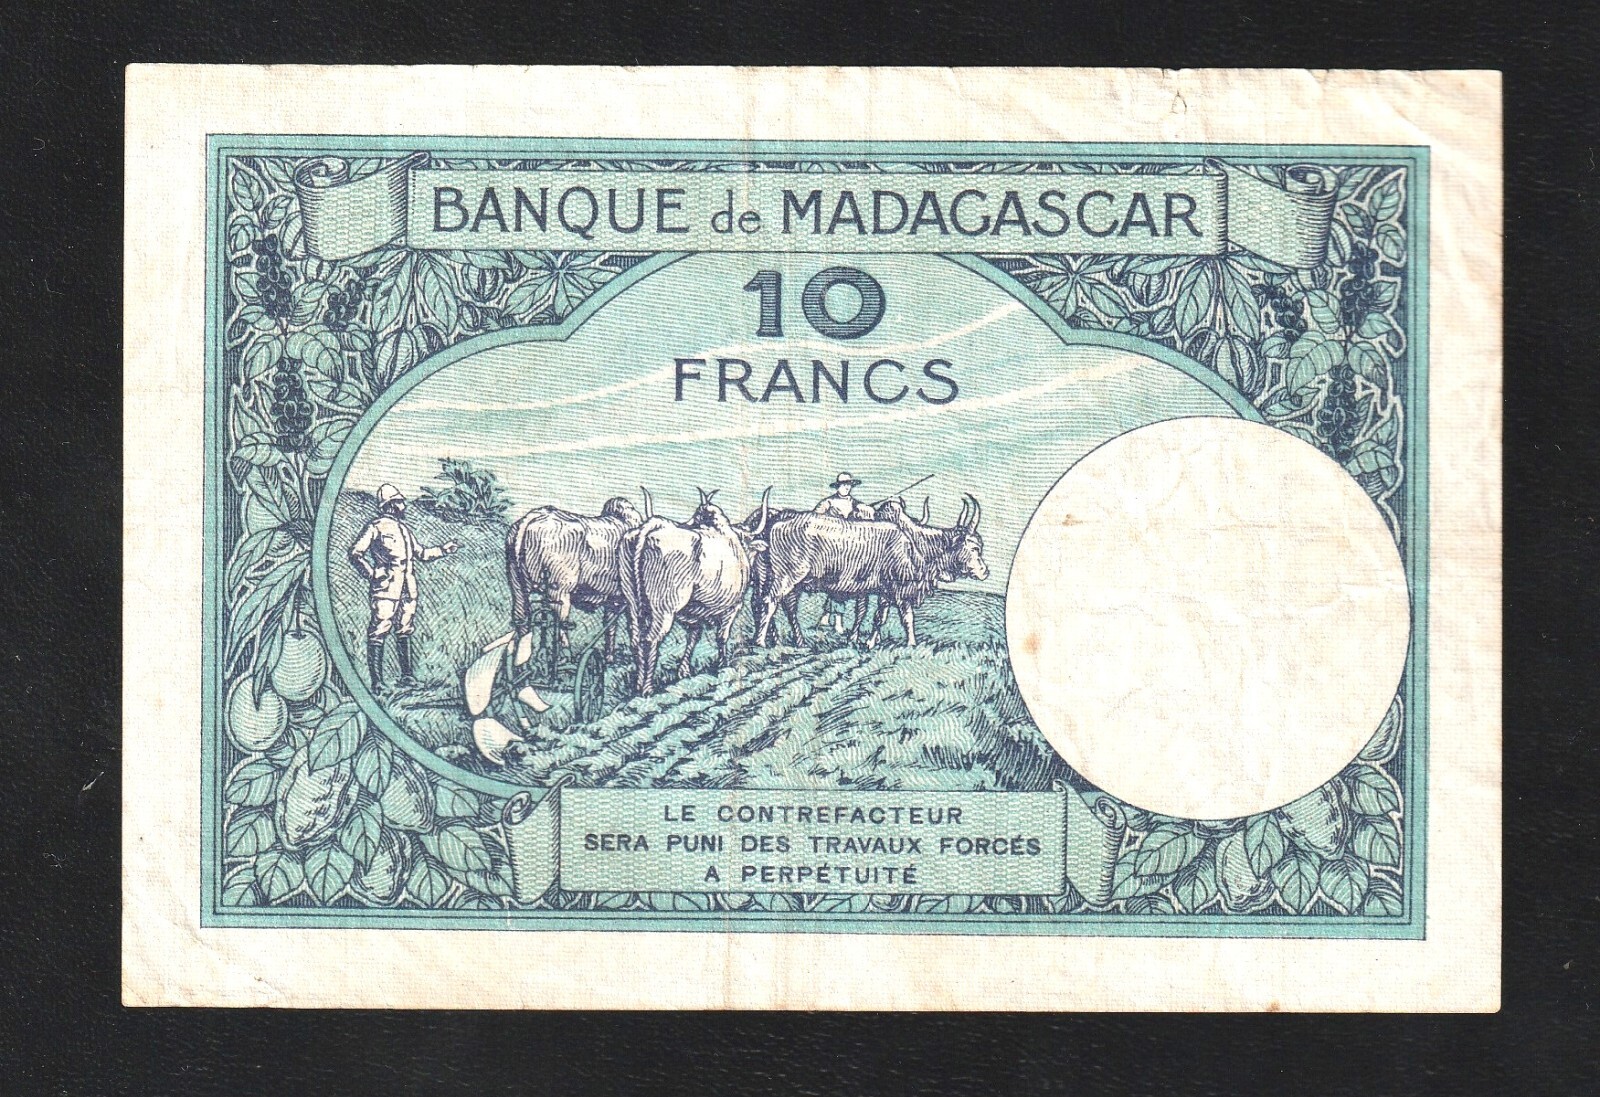 BANQUE de MADAGASCAR
10
FRANCS
LE CONTREFACTEUR
SERA PUNI DES TRAVAUX FORCÉS
A PERPÉTUITÉ